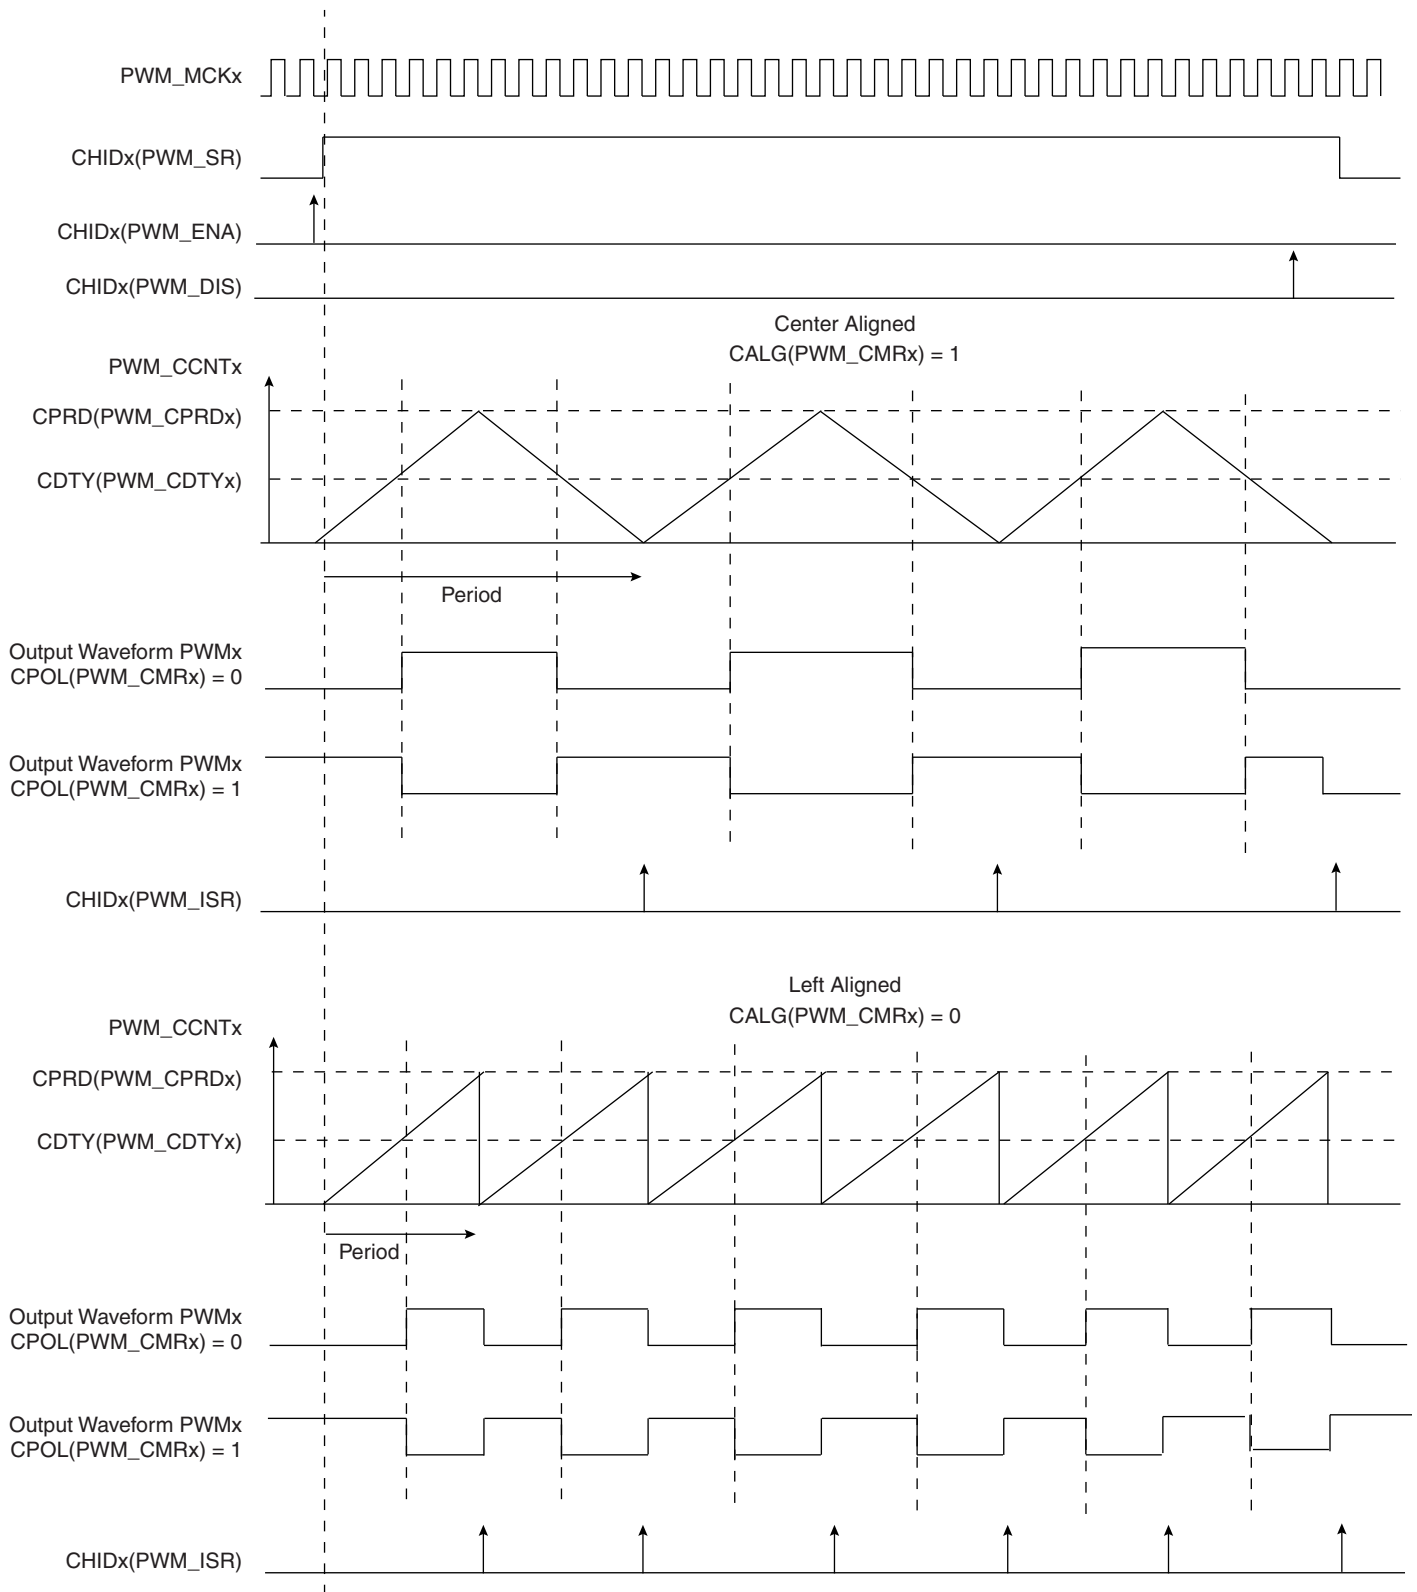 PWM_MCKx
CHIDx(PWM_SR)
CHIDx(PWM_ENA)
CHIDx(PWM_DIS)
Center Aligned
CALG(PWM_CMRx) = 1
PWM_CCNTx
CPRD(PWM_CPRDx)
CDTY(PWM_CDTYx)
Period
Output Waveform PWMx
CPOL(PWM_CMRx) = 0
Output Waveform PWMx
CPOL(PWM_CMRx) = 1
CHIDx(PWM_ISR)
Left Aligned
CALG(PWM_CMRx) = 0
PWM_CCNTx
CPRD(PWM_CPRDx)
CDTY(PWM_CDTYx)
Period
Output Waveform PWMx
CPOL(PWM_CMRx) = 0
Output Waveform PWMx
CPOL(PWM_CMRx) = 1
CHIDx(PWM_ISR)